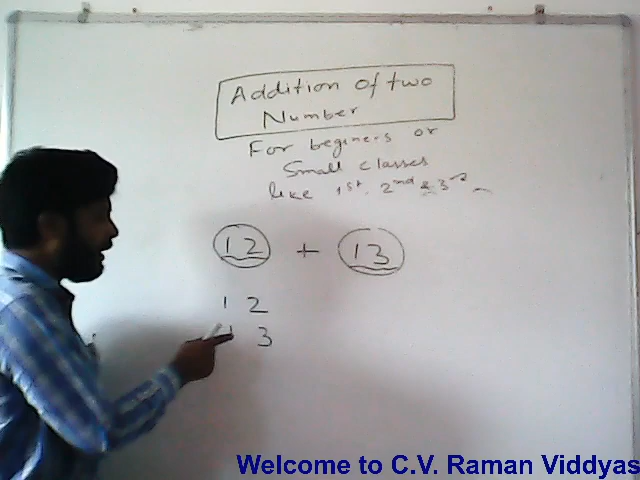 Addition of two
Number
For beginers or
Small classes
like 1st, 2nd & 3rd
12 + 13
1 2
1 3
Welcome to C.V. Raman Viddyas